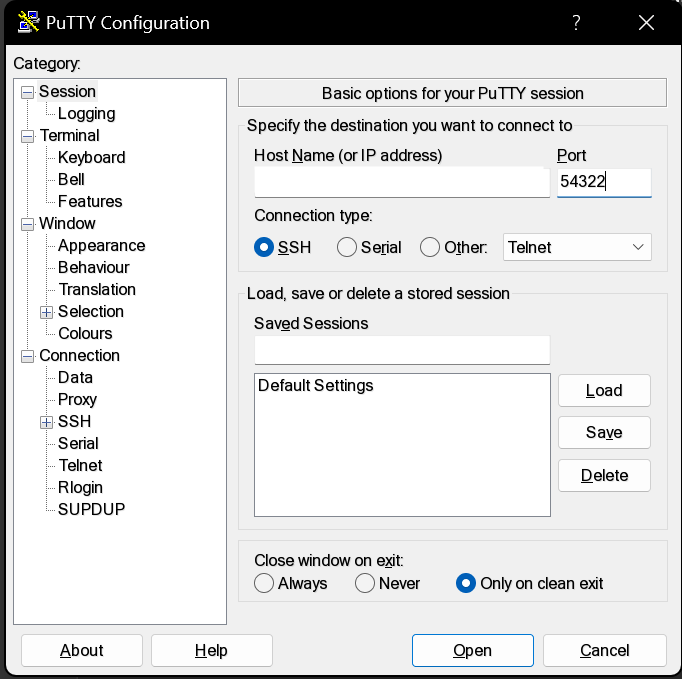 PuTTY Configuration ?
Category:
Session
Logging
Terminal
Keyboard
Bell
Features
Window
Appearance
Behaviour
Translation
Selection
Colours
Connection
Data
Proxy
SSH
Serial
Telnet
Rlogin
SUPDUP
Basic options for your PuTTY session
Specify the destination you want to connect to
Host Name (or IP address) Port
54322
Connection type:
SSH Serial Other: Telnet
Load, save or delete a stored session
Saved Sessions
Default Settings
Load
Save
Delete
Close window on exit:
Always Never Only on clean exit
About Help Open Cancel